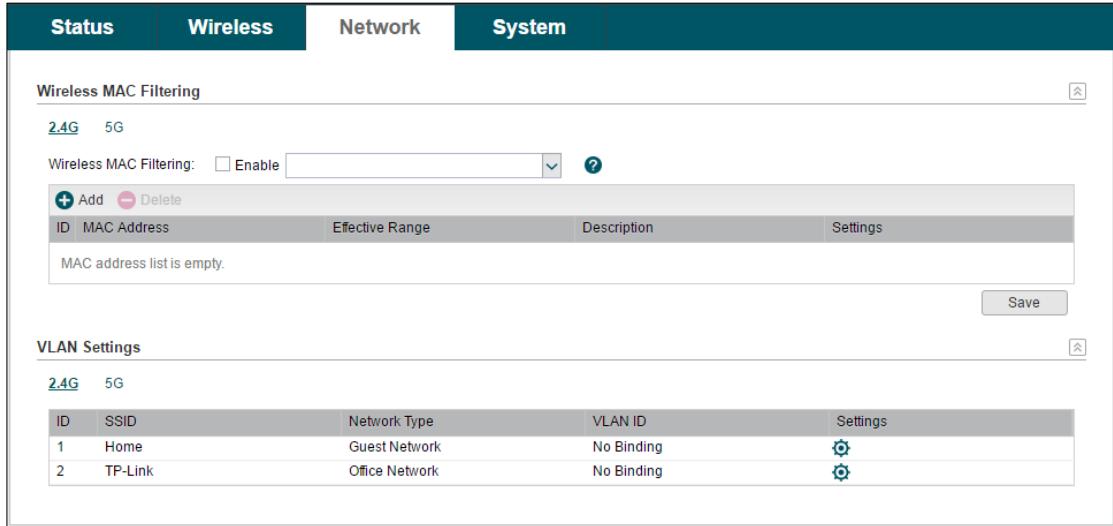 Status Wireless Network System
Wireless MAC Filtering
2.4G 5G
Wireless MAC Filtering: Enable
Add Delete
ID MAC Address Effective Range Description Settings
MAC address list is empty.
Save
VLAN Settings
2.4G 5G
ID SSID Network Type VLAN ID Settings
1 Home Guest Network No Binding
2 TP-Link Office Network No Binding